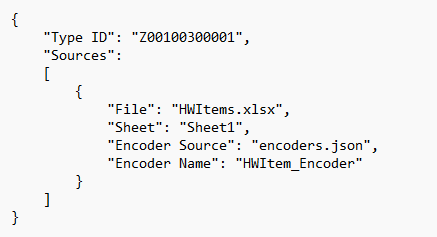 {
    "Type ID": "Z00100300001",
    "Sources":
    [
        {
            "File": "HWItems.xlsx",
            "Sheet": "Sheet1",
            "Encoder Source": "encoders.json",
            "Encoder Name": "HWItem_Encoder"
        }
    ]
}